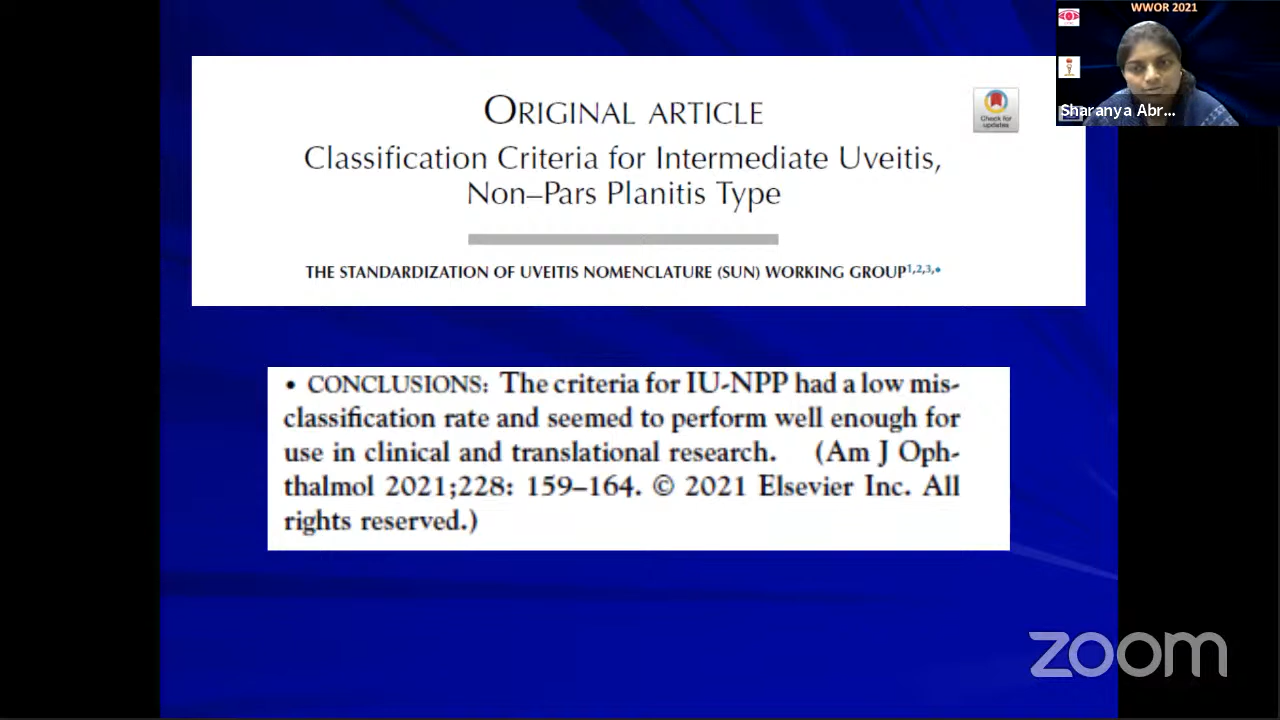 WWOR 2021
Sharanya Abr...
ORIGINAL ARTICLE
Check for
updates
Classification Criteria for Intermediate Uveitis,
Non–Pars Planitis Type
THE STANDARDIZATION OF UVEITIS NOMENCLATURE (SUN) WORKING GROUP1,2,3,*
• CONCLUSIONS: The criteria for IU-NPP had a low mis-
classification rate and seemed to perform well enough for
use in clinical and translational research. (Am J Oph-
thalmol 2021;228: 159–164. © 2021 Elsevier Inc. All
rights reserved.)
zoom